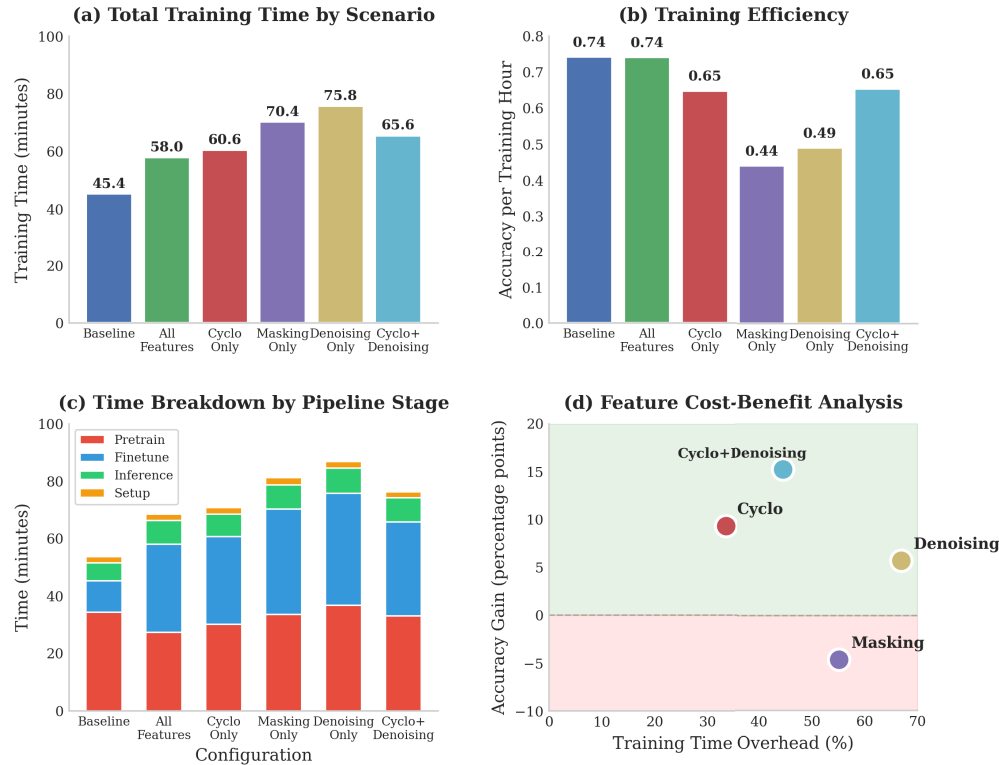 (a) Total Training Time by Scenario
Training Time (minutes)
100
80
60
40
20
0
45.4
58.0
60.6
70.4
75.8
65.6
Baseline
All
Features
Cyclo
Only
Masking
Only
Denoising
Only
Cyclo+
Denoising
(b) Training Efficiency
Accuracy per Training Hour
0.8
0.7
0.6
0.5
0.4
0.3
0.2
0.1
0.0
0.74
0.74
0.65
0.44
0.49
0.65
Baseline
All
Features
Cyclo
Only
Masking
Only
Denoising
Only
Cyclo+
Denoising
(c) Time Breakdown by Pipeline Stage
Time (minutes)
100
80
60
40
20
0
Pretrain
Finetune
Inference
Setup
Baseline
All
Features
Cyclo
Only
Masking
Only
Denoising
Only
Cyclo+
Denoising
Configuration
(d) Feature Cost-Benefit Analysis
Accuracy Gain (percentage points)
20
15
10
5
0
−5
−10
Cyclo+Denoising
Cyclo
Denoising
Masking
0
10
20
30
40
50
60
70
Training Time Overhead (%)